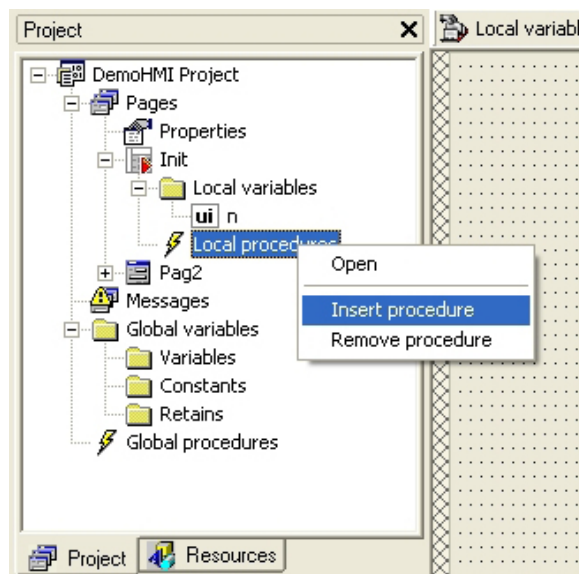 Project
Local variabl
DemoHMI Project
Pages
Properties
Init
Local variables
ui n
Local procedures
Open
Pag2
Insert procedure
Messages
Remove procedure
Global variables
Variables
Constants
Retains
Global procedures
Project
Resources